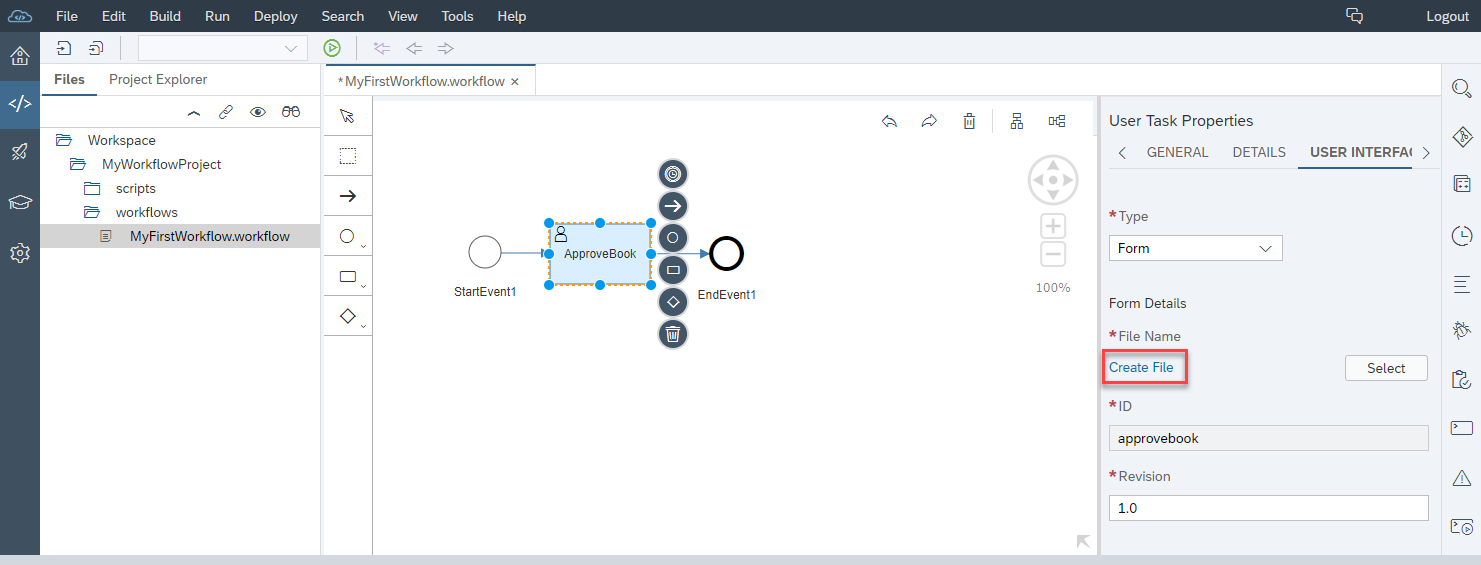 File Edit Build Run Deploy Search View Tools Help Logout
Files Project Explorer
*MyFirstWorkflow.workflow ×
Workspace
MyWorkflowProject
scripts
workflows
MyFirstWorkflow.workflow
StartEvent1
ApproveBook
EndEvent1
100%
User Task Properties
GENERAL DETAILS USER INTERFAC
*Type
Form
Form Details
*File Name
Create File Select
*ID
approvebook
*Revision
1.0